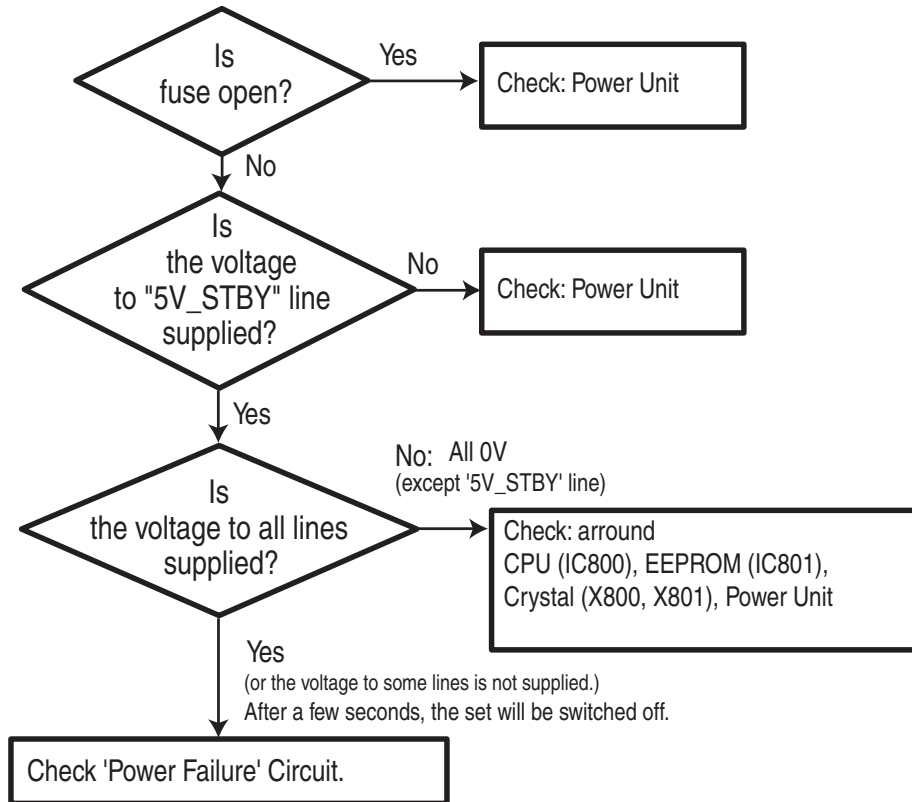 Is
fuse open?
Yes
Check: Power Unit
No
Is
the voltage
to "5V_STBY" line
supplied?
No
Check: Power Unit
Yes
Is
the voltage to all lines
supplied?
No: All 0V
(except '5V_STBY' line)
Check: arround
CPU (IC800), EEPROM (IC801),
Crystal (X800, X801), Power Unit
Yes
(or the voltage to some lines is not supplied.)
After a few seconds, the set will be switched off.
Check 'Power Failure' Circuit.